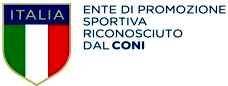 ITALIA
ENTE DI PROMOZIONE
SPORTIVA
RICONOSCIUTO
DAL CONI